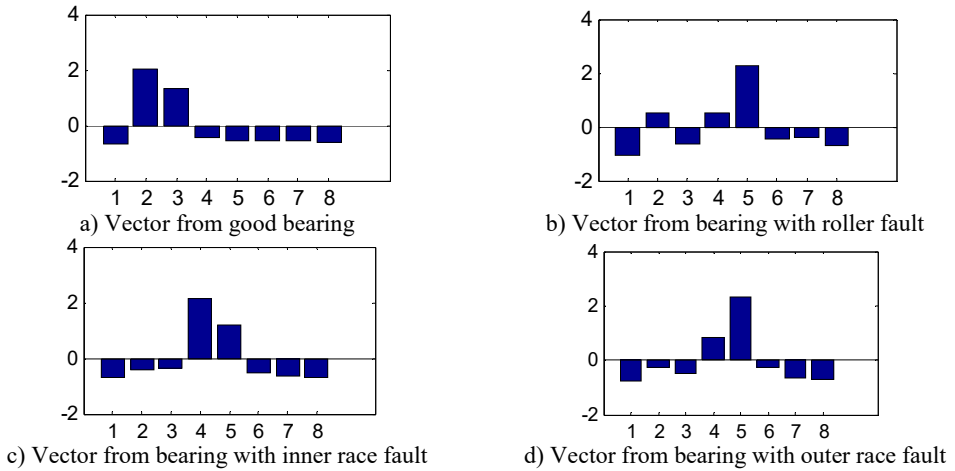 4
2
0
-2
1 2 3 4 5 6 7 8
a) Vector from good bearing
4
2
0
-2
1 2 3 4 5 6 7 8
b) Vector from bearing with roller fault
4
2
0
-2
1 2 3 4 5 6 7 8
c) Vector from bearing with inner race fault
4
2
0
-2
1 2 3 4 5 6 7 8
d) Vector from bearing with outer race fault